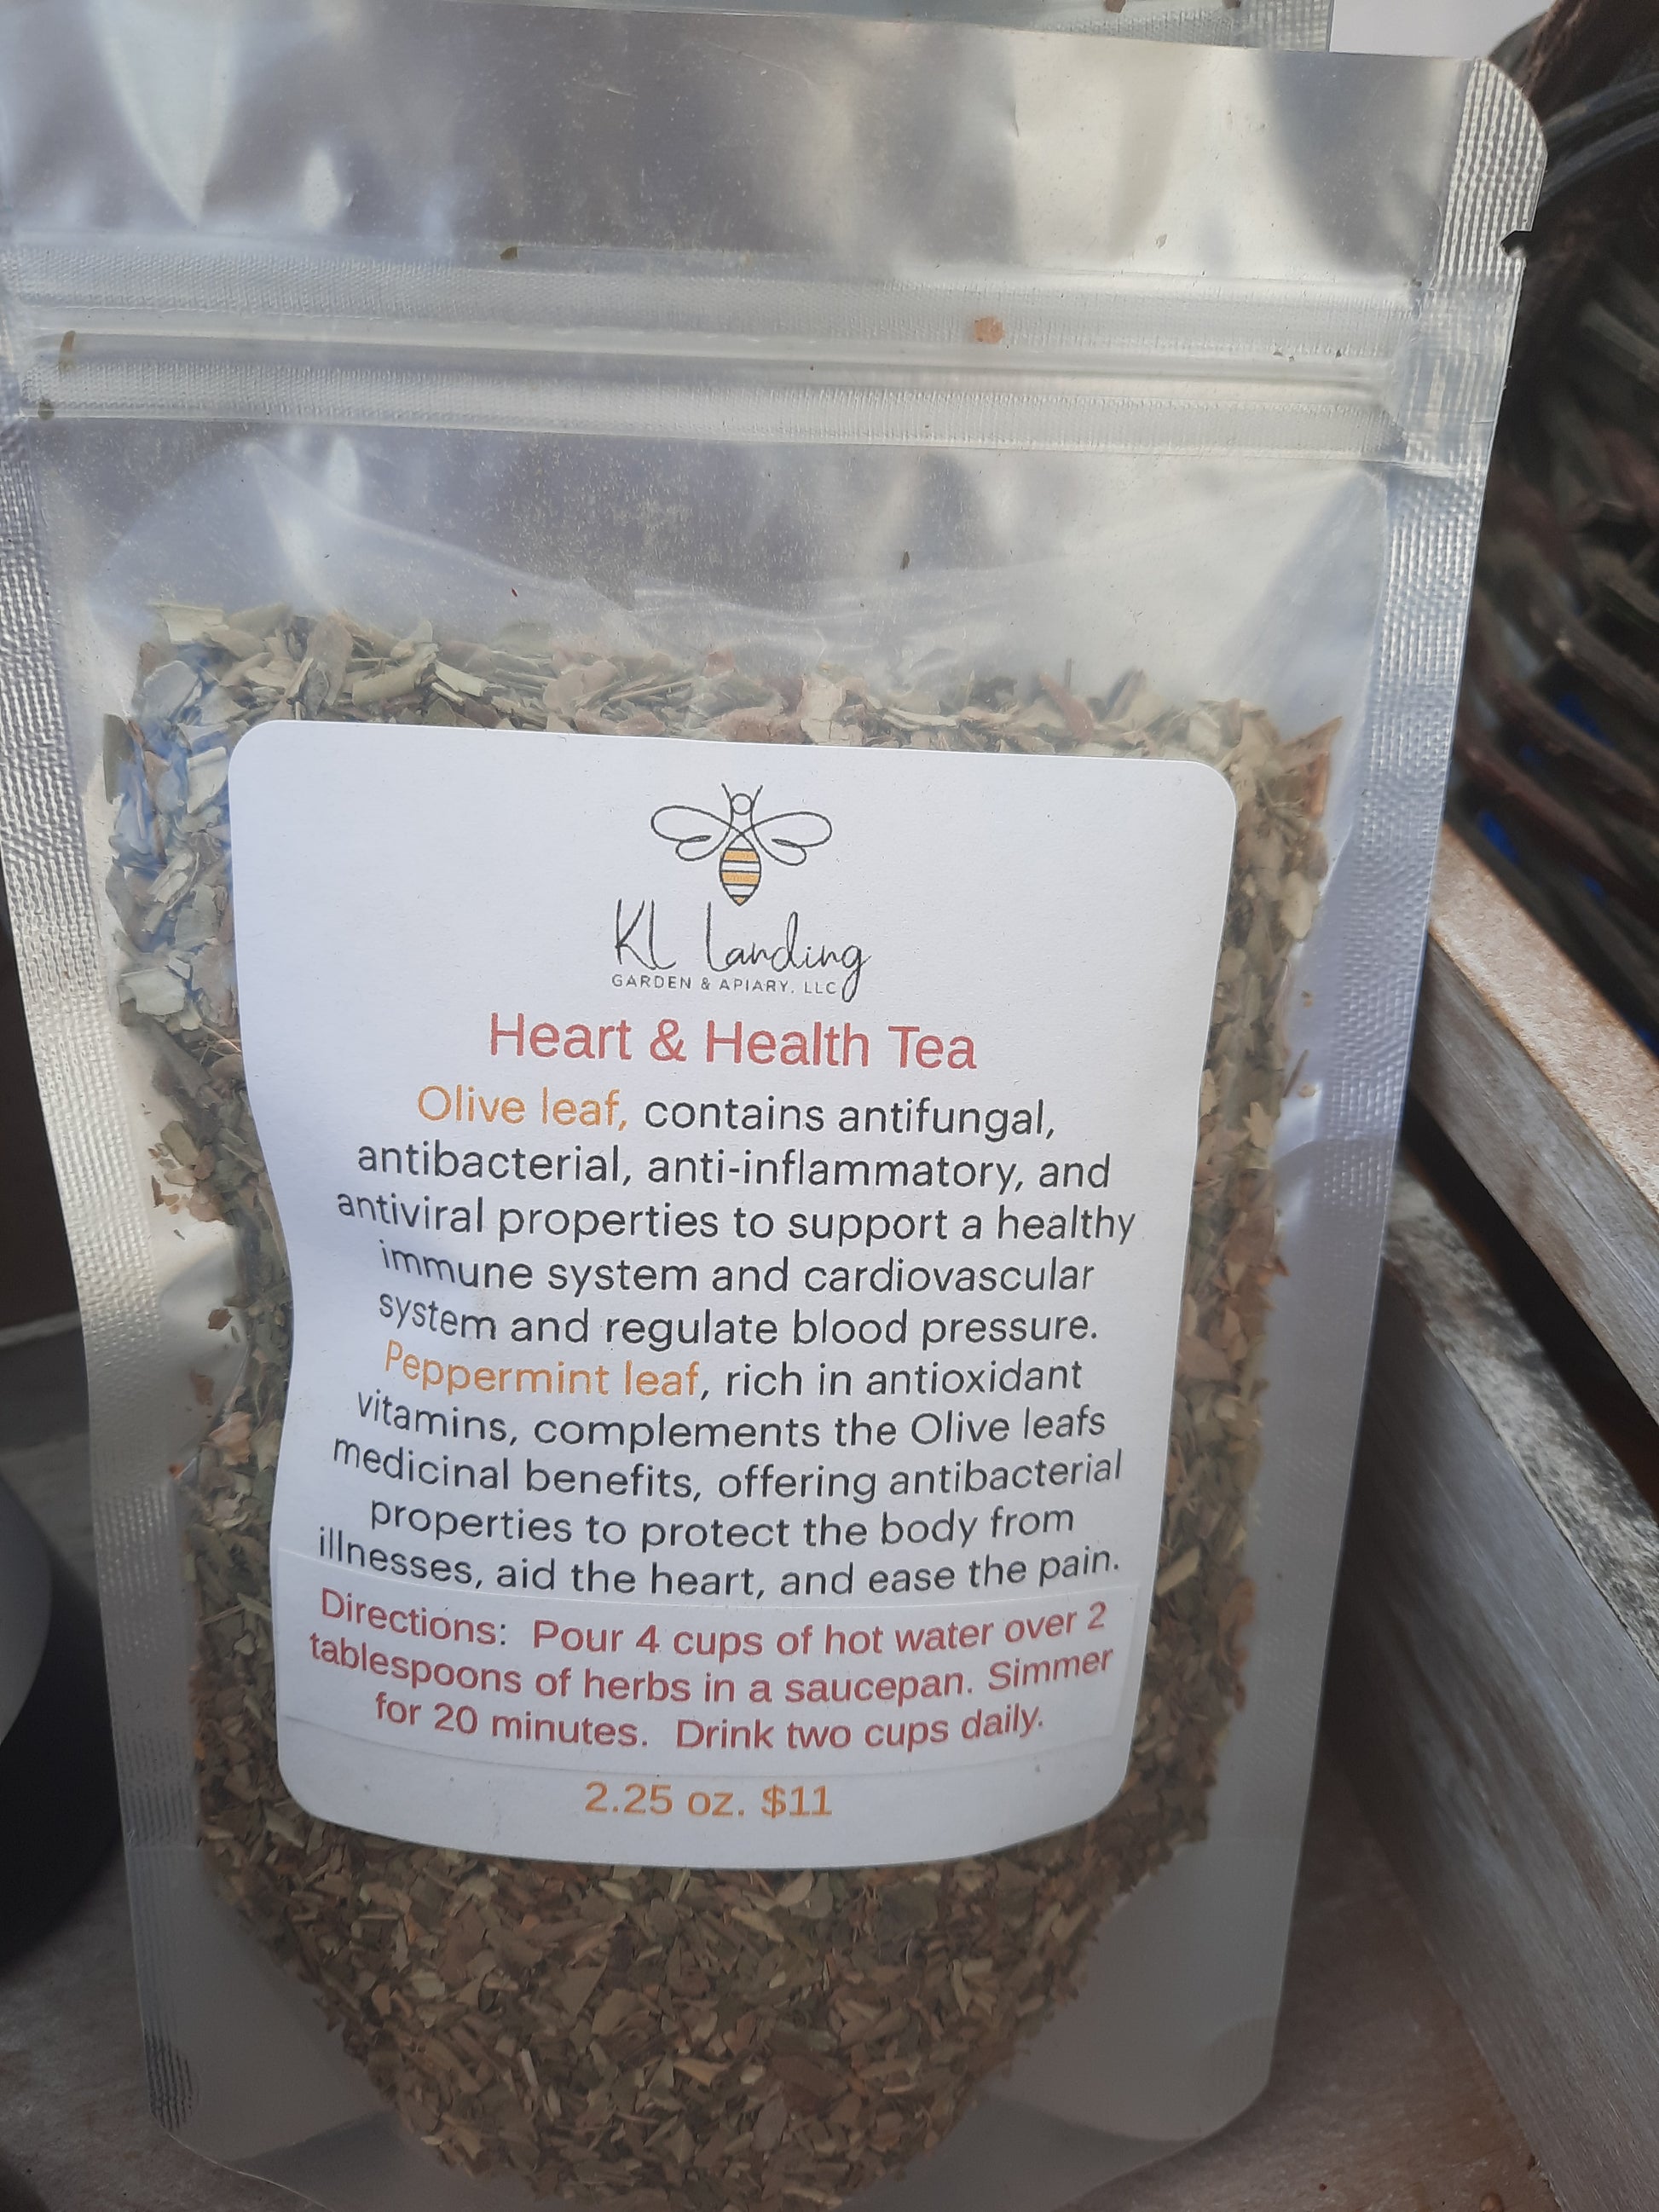 KL Landing
GARDEN & APIARY, LLC
Heart & Health Tea
Olive leaf, contains antifungal,
antibacterial, anti-inflammatory, and
antiviral properties to support a healthy
immune system and cardiovascular
system and regulate blood pressure.
Peppermint leaf, rich in antioxidant
vitamins, complements the Olive leafs
medicinal benefits, offering antibacterial
properties to protect the body from
illnesses, aid the heart, and ease the pain.
Directions: Pour 4 cups of hot water over 2
tablespoons of herbs in a saucepan. Simmer
for 20 minutes. Drink two cups daily.
2.25 oz. $11